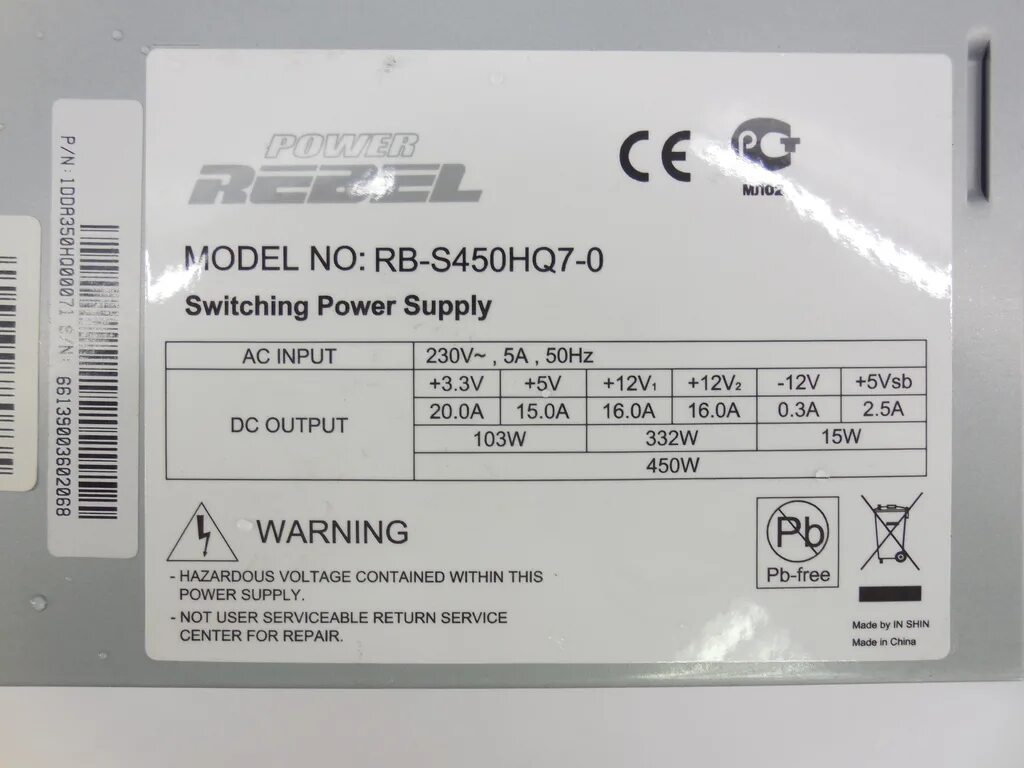 P/N:1DDA350HQ00071 S/N: 66139003602068
POWER
REBEL
CE
PCT
МЛ02
MODEL NO: RB-S450HQ7-0
Switching Power Supply
AC INPUT 230V~ , 5A , 50Hz
DC OUTPUT
+3.3V +5V +12V1 +12V2 -12V +5Vsb
20.0A 15.0A 16.0A 16.0A 0.3A 2.5A
103W 332W 15W
450W
WARNING
- HAZARDOUS VOLTAGE CONTAINED WITHIN THIS
POWER SUPPLY.
- NOT USER SERVICEABLE RETURN SERVICE
CENTER FOR REPAIR.
Pb
Pb-free
Made by IN SHIN
Made in China